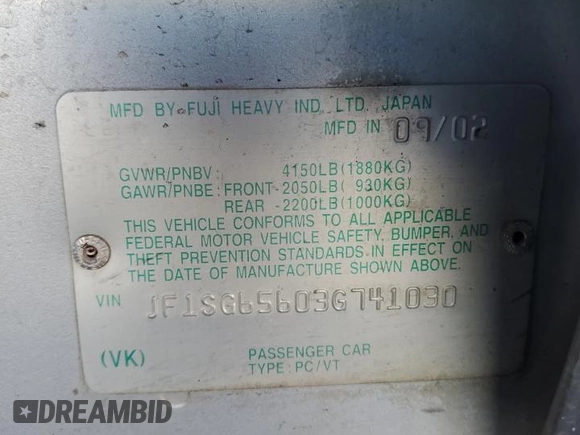 MFD BY FUJI HEAVY IND. LTD. JAPAN
MFD IN 09/02
GVWR/PNBV: 4150LB(1880KG)
GAWR/PNBE: FRONT-2050LB( 930KG)
REAR -2200LB(1000KG)
THIS VEHICLE CONFORMS TO ALL APPLICABLE
FEDERAL MOTOR VEHICLE SAFETY, BUMPER, AND
THEFT PREVENTION STANDARDS IN EFFECT ON
THE DATE OF MANUFACTURE SHOWN ABOVE.
VIN JF1SG65603G741030
(VK) PASSENGER CAR
TYPE:PC/VT
DREAMBID